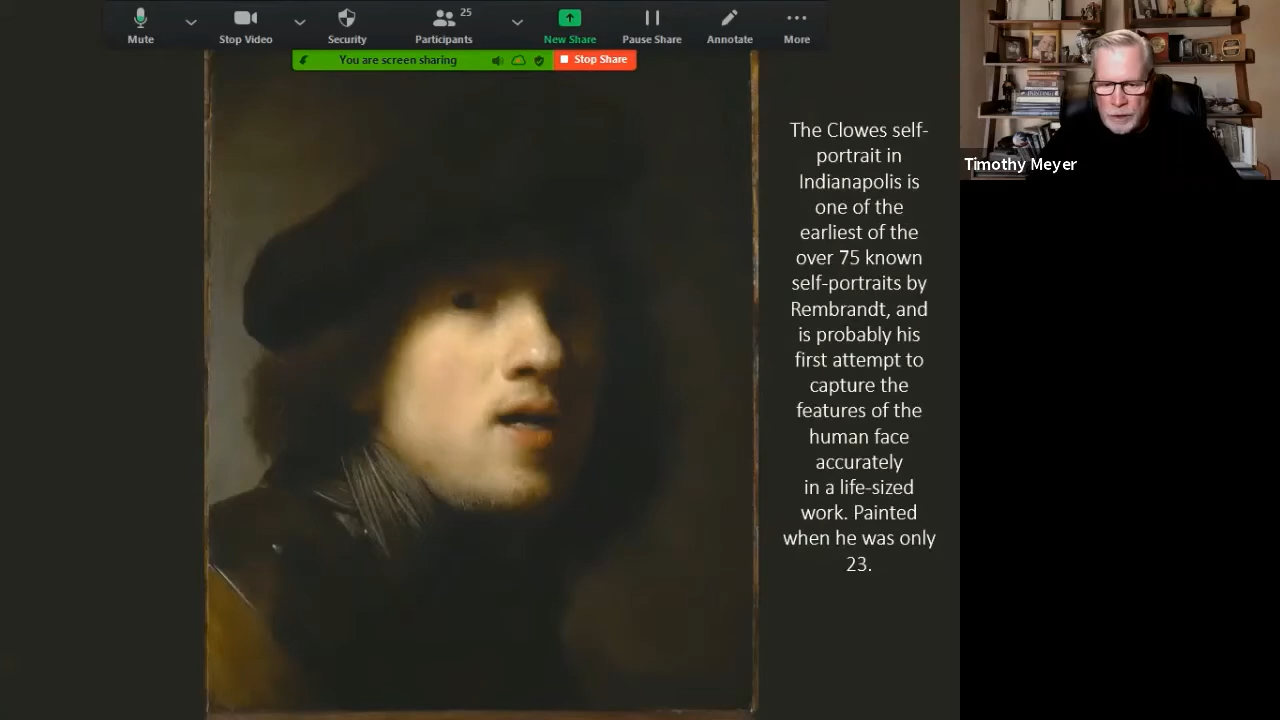 25
Mute
Stop Video
Security
Participants
New Share
Pause Share
Annotate
More
You are screen sharing
Stop Share
The Clowes self-
portrait in
Indianapolis is
one of the
earliest of the
over 75 known
self-portraits by
Rembrandt, and
is probably his
first attempt to
capture the
features of the
human face
accurately
in a life-sized
work. Painted
when he was only
23.
Timothy Meyer